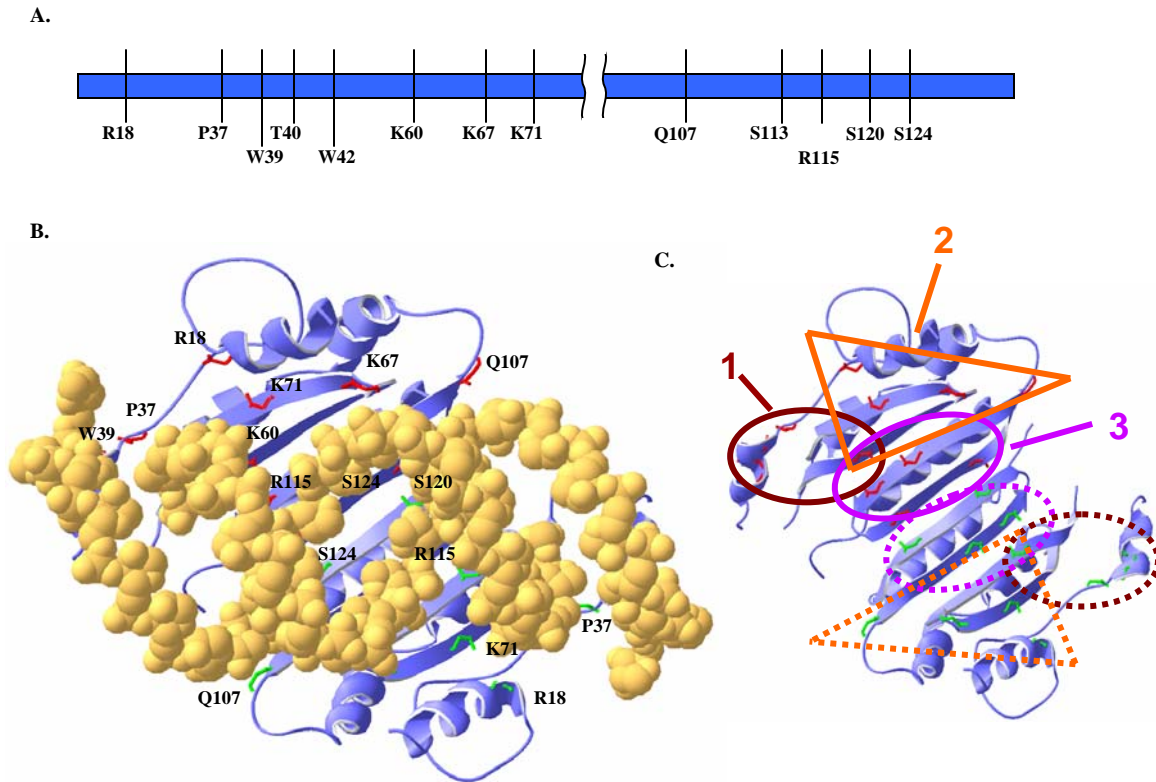 A.
R18 P37 T40 K60 K67 K71 Q107 S113 S120 S124
W39 W42 R115
B.
C.
2
R18
K67
Q107
K71
1
P37
W39
K60
3
R115 S124 S120
S124 R115
P37
K71
Q107 R18